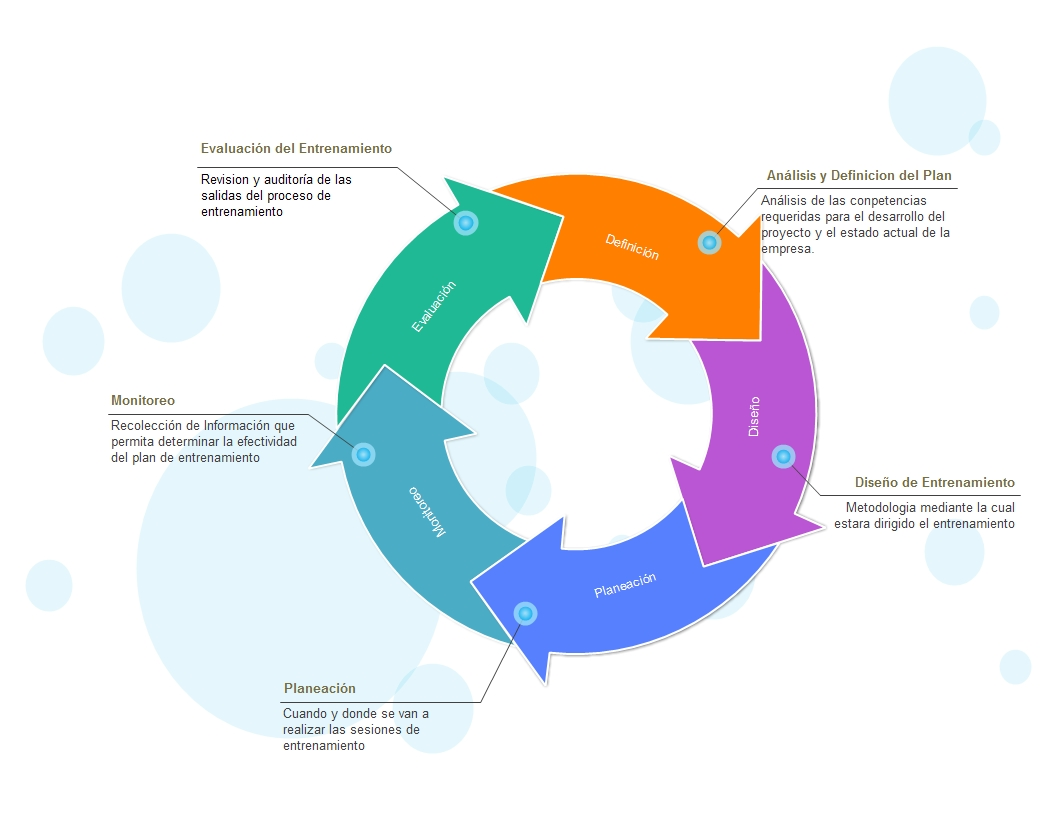 Evaluación del Entrenamiento
Revision y auditoría de las
salidas del proceso de
entrenamiento
Análisis y Definicion del Plan
Análisis de las conpetencias
requeridas para el desarrollo del
proyecto y el estado actual de la
empresa.
Definición
Evaluación
Diseño
Monitoreo
Recolección de Información que
permita determinar la efectividad
del plan de entrenamiento
Diseño de Entrenamiento
Metodologia mediante la cual
estara dirigido el entrenamiento
Monitoreo
Planeación
Planeación
Cuando y donde se van a
realizar las sesiones de
entrenamiento